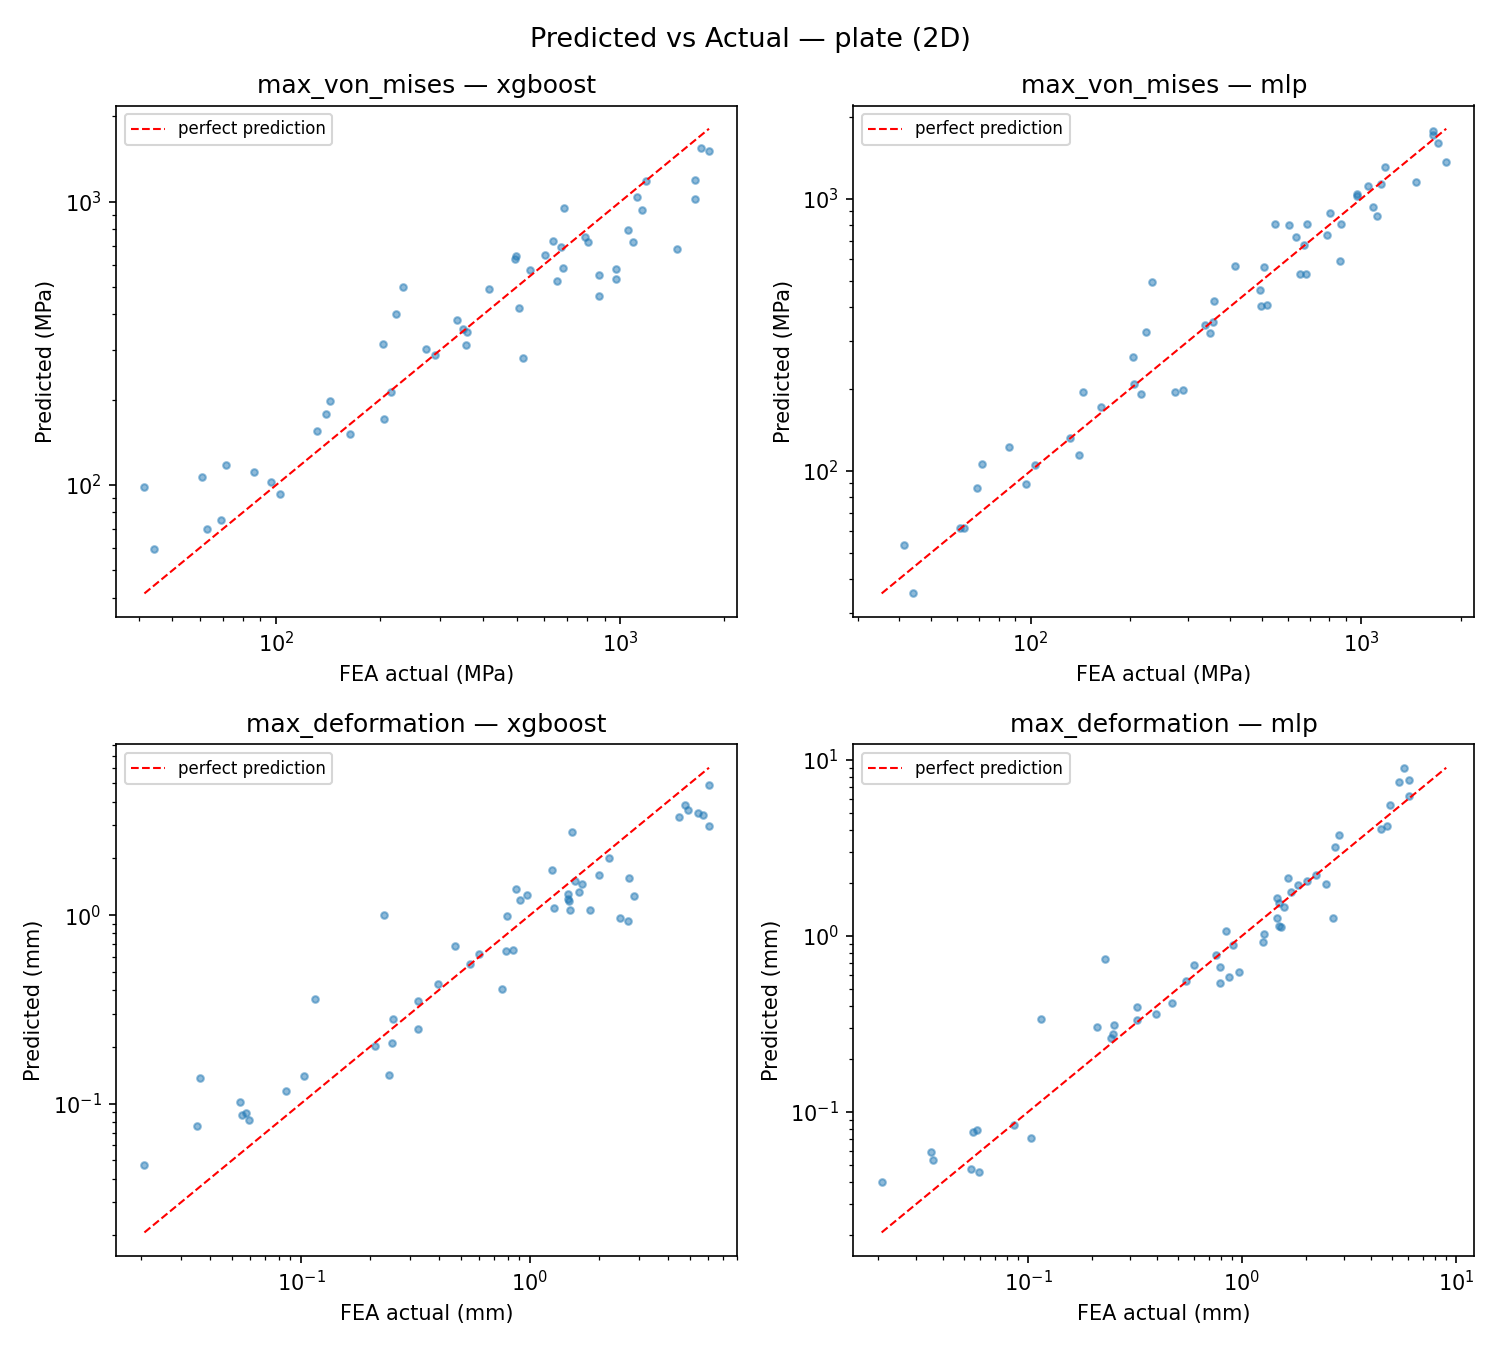 Predicted vs Actual — plate (2D)
max_von_mises — xgboost
perfect prediction
Predicted (MPa)
10^3
10^2
10^2
10^3
FEA actual (MPa)
max_von_mises — mlp
perfect prediction
Predicted (MPa)
10^3
10^2
10^2
10^3
FEA actual (MPa)
max_deformation — xgboost
perfect prediction
Predicted (mm)
10^0
10^−1
10^−1
10^0
FEA actual (mm)
max_deformation — mlp
perfect prediction
Predicted (mm)
10^1
10^0
10^−1
10^−1
10^0
10^1
FEA actual (mm)